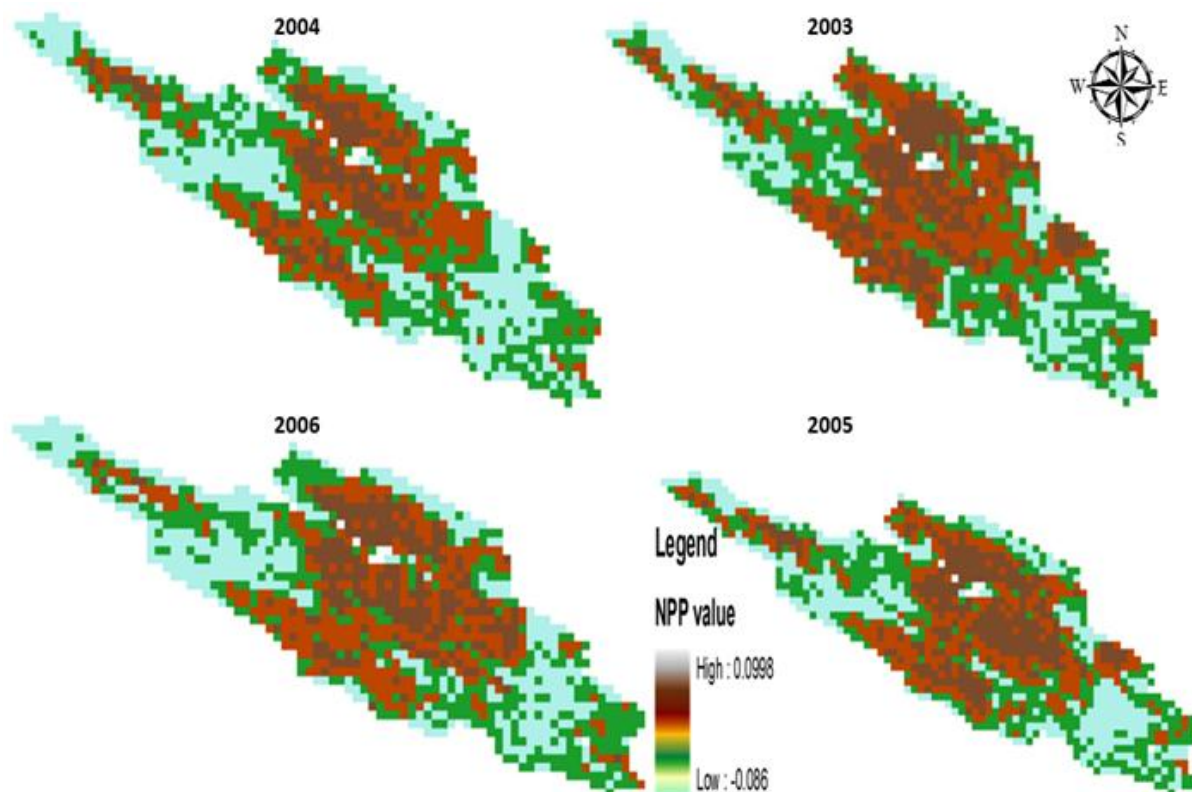 2004
2003
N
W
E
S
2006
2005
Legend
NPP value
High : 0.0998
Low : -0.086